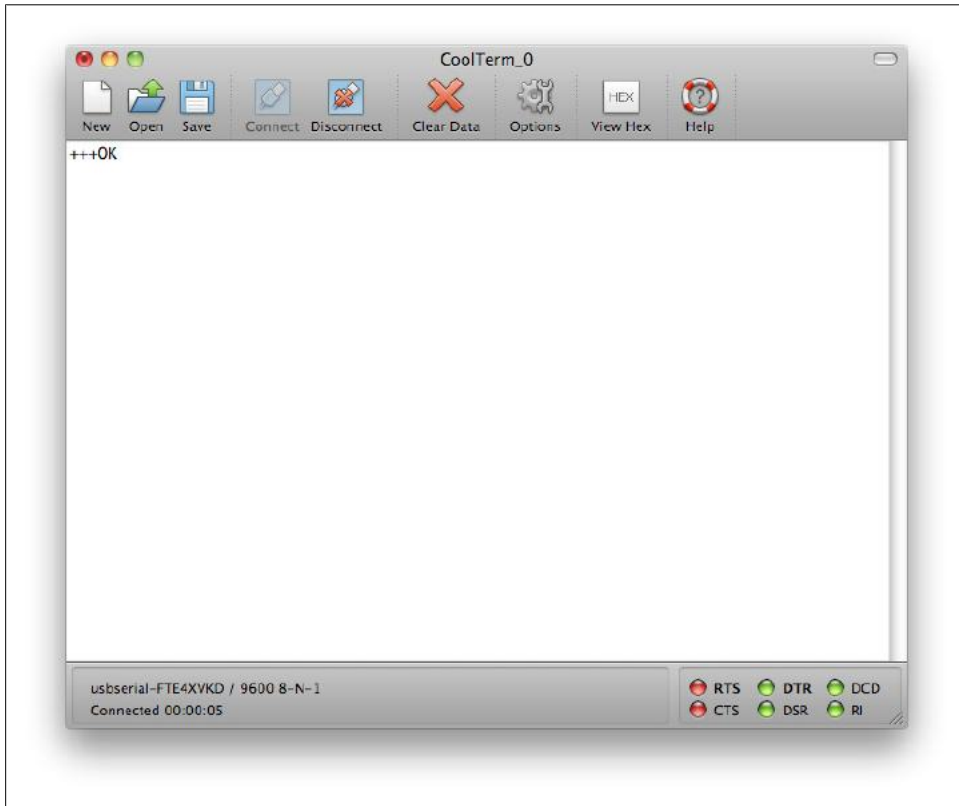 CoolTerm_0
New Open Save Connect Disconnect Clear Data Options HEX View Hex Help
+++OK
usbserial-FTE4XVKD / 9600 8-N-1
Connected 00:00:05
RTS DTR DCD
CTS DSR RI